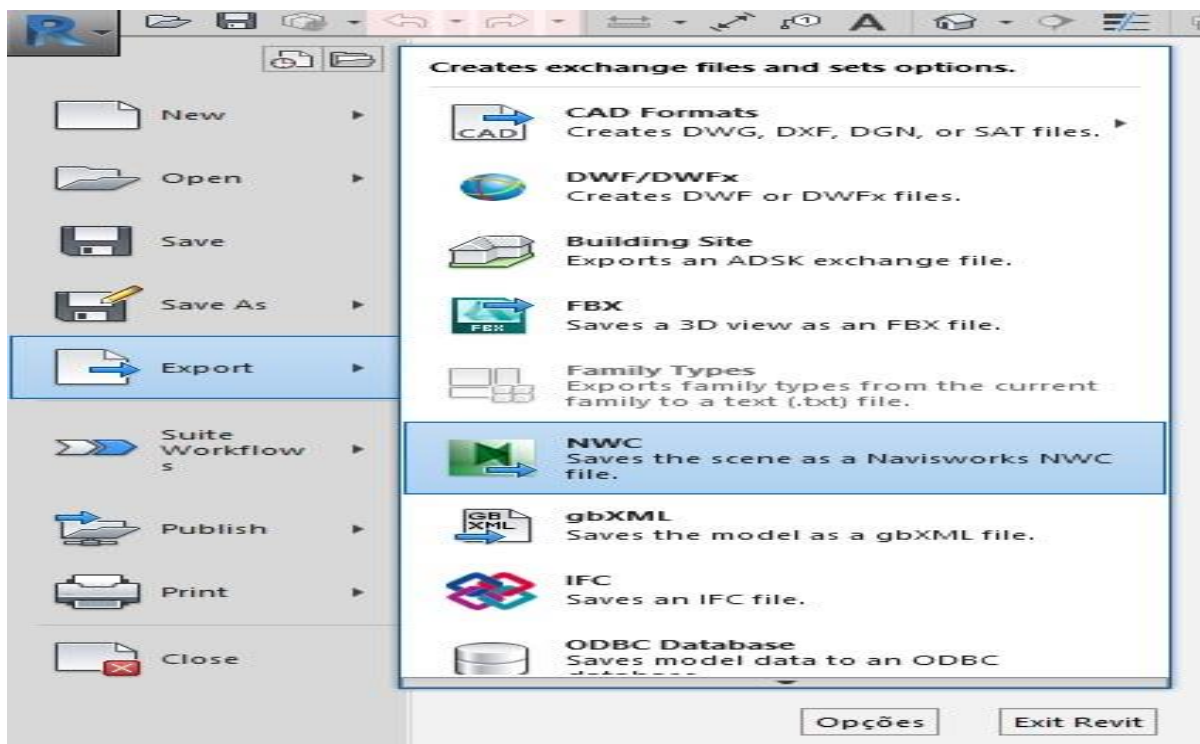 R
1
A
Creates exchange files and sets options.
New
Open
Save
Save As
Export
Suite
Workflow
s
Publish
Print
Close
CAD
CAD Formats
Creates DWG, DXF, DGN, or SAT files.
DWF/DWFx
Creates DWF or DWFx files.
Building Site
Exports an ADSK exchange file.
FBX
FBX
Saves a 3D view as an FBX file.
Family Types
Exports family types from the current
family to a text (.txt) file.
N
NWC
Saves the scene as a Navisworks NWC
file.
GB
XML
gbXML
Saves the model as a gbXML file.
IFC
Saves an IFC file.
ODBC Database
Saves model data to an ODBC
Opções
Exit Revit